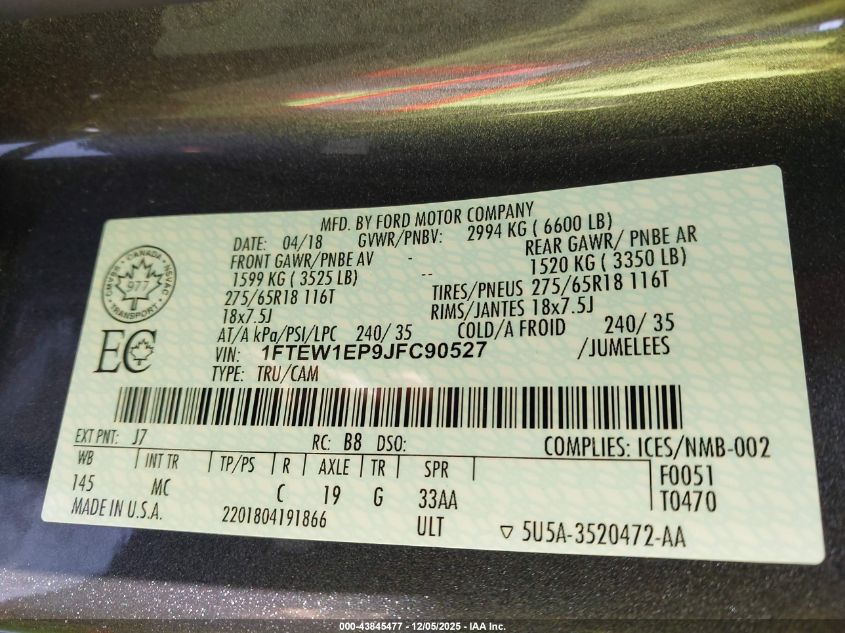 MFD. BY FORD MOTOR COMPANY
DATE: 04/18 GVWR/PNBV: 2994 KG ( 6600 LB)
FRONT GAWR/PNBE AV - REAR GAWR/ PNBE AR
1599 KG ( 3525 LB) -- 1520 KG ( 3350 LB)
275/65R18 116T TIRES/PNEUS 275/65R18 116T
18x7.5J RIMS/JANTES 18x7.5J
AT/A kPa/PSI/LPC 240/ 35 COLD/A FROID 240/ 35
VIN: 1FTEW1EP9JFC90527 /JUMELEES
TYPE: TRU/CAM
CANADA
CMVSS NSVAC
977
TRANSPORT
EC
EXT PNT: J7 RC: B8 DSO: COMPLIES: ICES/NMB-002
WB INT TR TP/PS R AXLE TR SPR F0051
145 MC C 19 G 33AA T0470
MADE IN U.S.A. 2201804191866 ULT ▽ 5U5A-3520472-AA
000-43845477 - 12/05/2025 - IAA Inc.